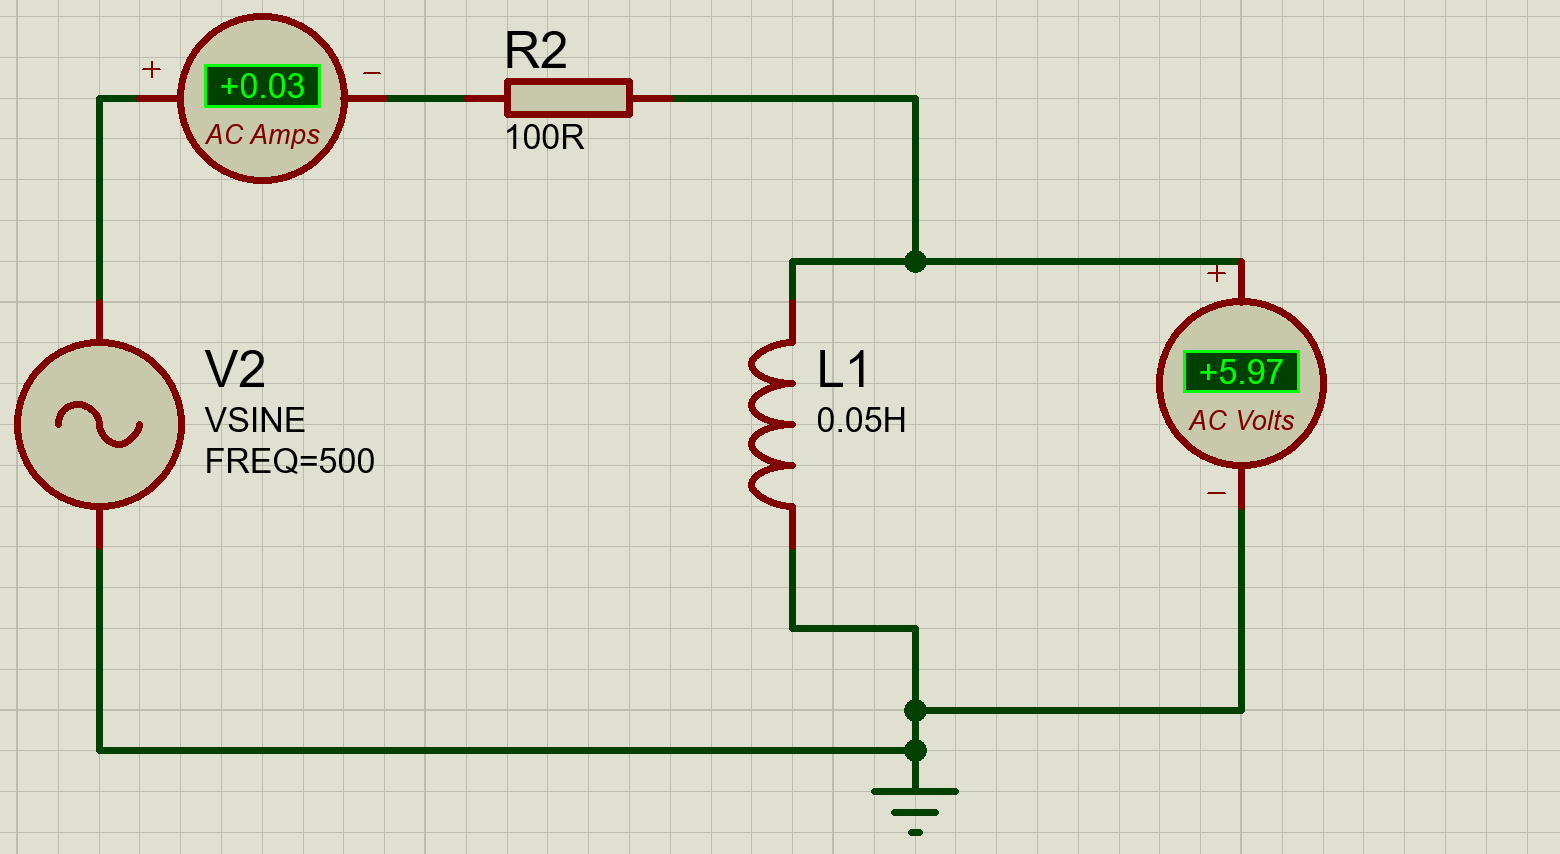 + +0.03 −
AC Amps
R2
100R
V2
VSINE
FREQ=500
L1
0.05H
+
+5.97
AC Volts
−